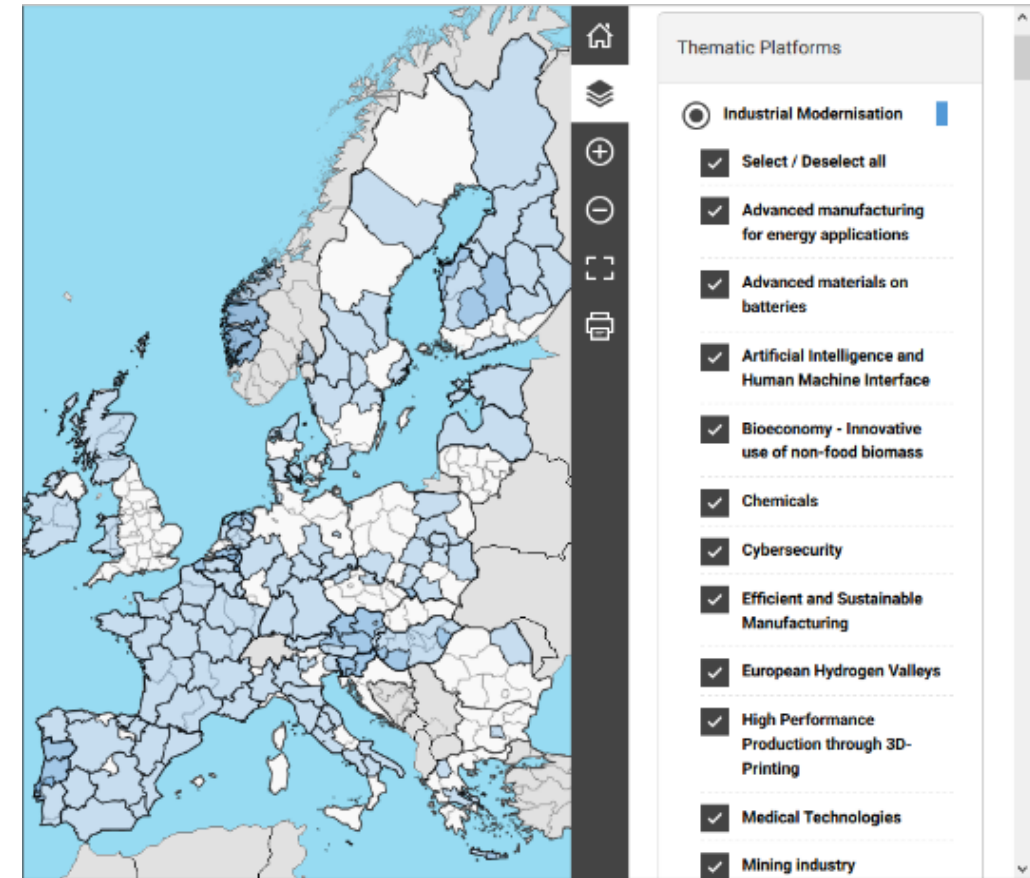 Thematic Platforms
Industrial Modernisation
Select / Deselect all
Advanced manufacturing
for energy applications
Advanced materials on
batteries
Artificial Intelligence and
Human Machine Interface
Bioeconomy - Innovative
use of non-food biomass
Chemicals
Cybersecurity
Efficient and Sustainable
Manufacturing
European Hydrogen Valleys
High Performance
Production through 3D-
Printing
Medical Technologies
Mining industry